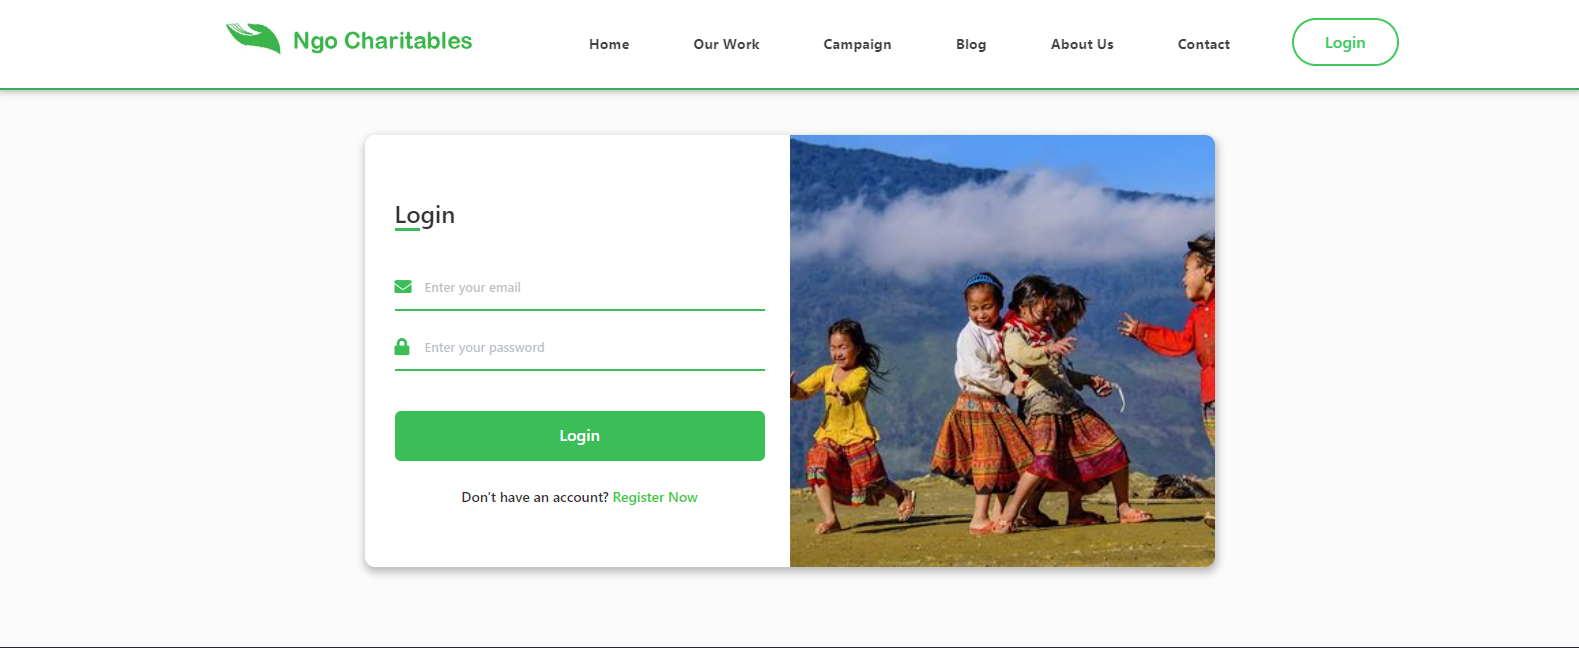 Ngo Charitables
Home Our Work Campaign Blog About Us Contact Login
Login
Enter your email
Enter your password
Login
Don't have an account? Register Now